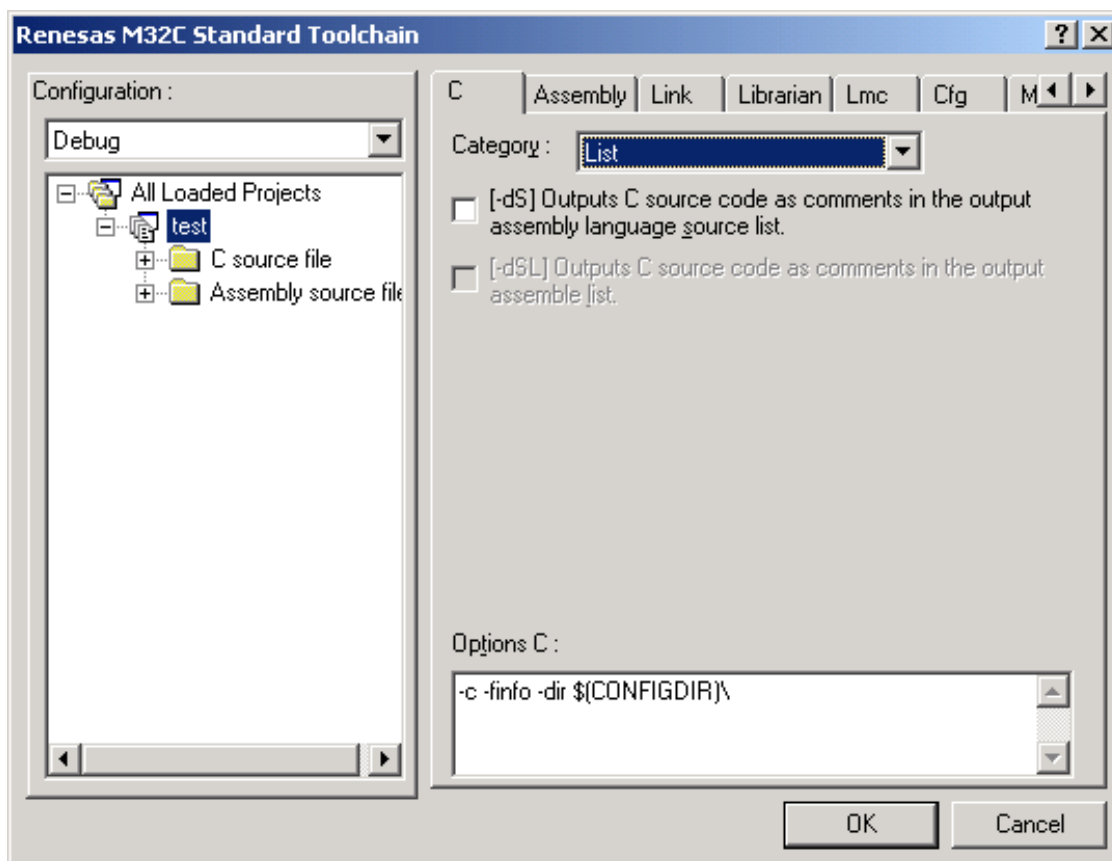 Renesas M32C Standard Toolchain
Configuration :
Debug
All Loaded Projects
test
C source file
Assembly source file
C Assembly Link Librarian Lmc Cfg M
Category : List
[-dS] Outputs C source code as comments in the output
assembly language source list.
[-dSL] Outputs C source code as comments in the output
assemble list.
Options C :
-c -finfo -dir $(CONFIGDIR)\
OK Cancel